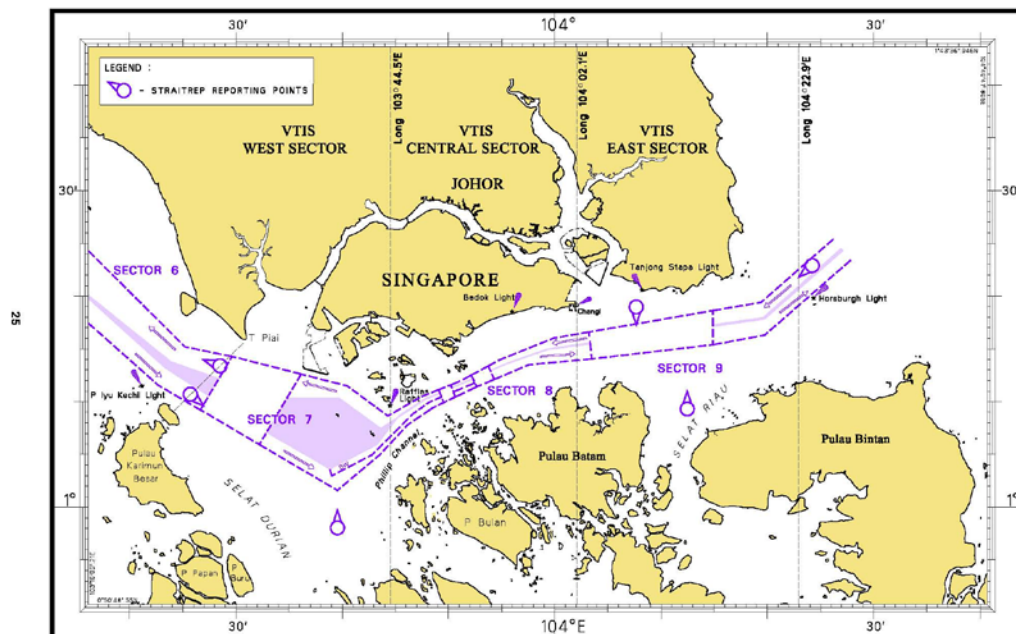 30'
104°
30'
LEGEND :
- STRAITREP REPORTING POINTS
Long 103° 44.5'E
Long 104° 02.1'E
Long 104° 22.9'E
VTIS
WEST SECTOR
VTIS
CENTRAL SECTOR
VTIS
EAST SECTOR
30'
JOHOR
30'
SECTOR 6
SINGAPORE
Tanjong Stapa Light
Bedok Light
Changi
Horsburgh Light
25
T Piai
P Iyu Kechil Light
Raffles
Light
SECTOR 7
SECTOR 8
SECTOR 9
Phillip Channel
SELAT RIAU
Pulau
Karimun
Besar
Pulau Batam
Pulau Bintan
SELAT DURIAN
P Bulan
1°
1°
P Papan
P
Buru
30'
104°E
30'